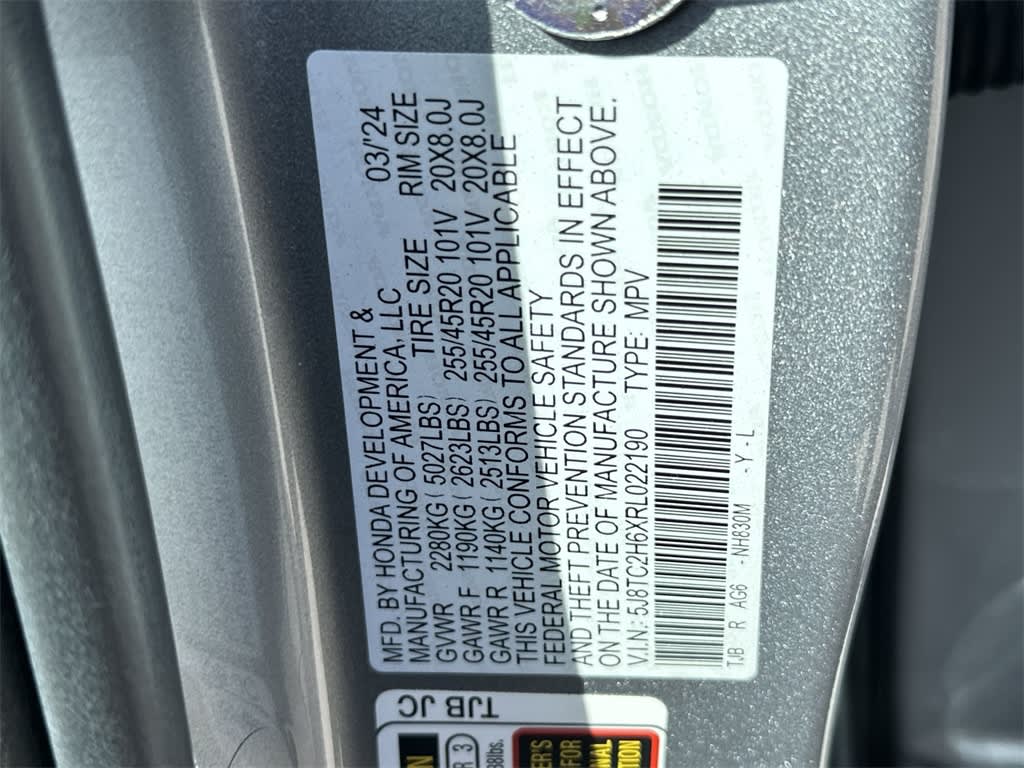 MFD. BY HONDA DEVELOPMENT &
MANUFACTURING OF AMERICA, LLC 03/'24
TIRE SIZE RIM SIZE
GVWR 2280KG ( 5027LBS)
GAWR F 1190KG ( 2623LBS) 255/45R20 101V 20X8.0J
GAWR R 1140KG ( 2513LBS) 255/45R20 101V 20X8.0J
THIS VEHICLE CONFORMS TO ALL APPLICABLE
FEDERAL MOTOR VEHICLE SAFETY
AND THEFT PREVENTION STANDARDS IN EFFECT
ON THE DATE OF MANUFACTURE SHOWN ABOVE.
V.I.N: 5J8TC2H6XRL022190 TYPE: MPV
TJB R AG6 -NH830M -Y - L
TJB JC